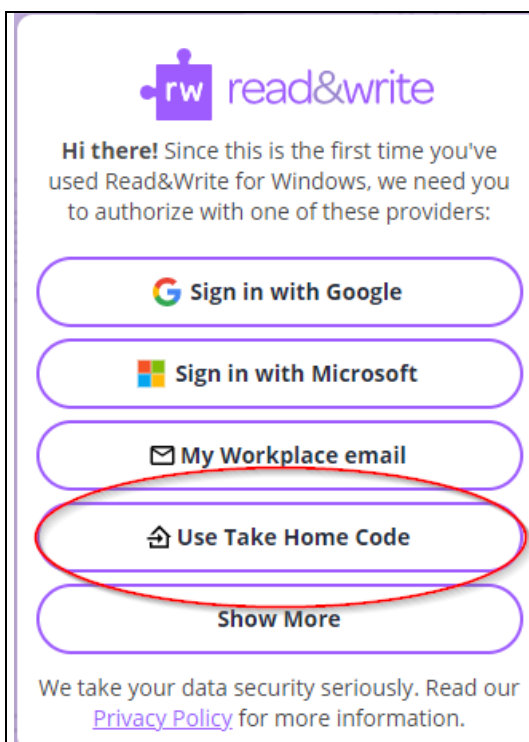 rw read&write
Hi there! Since this is the first time you've
used Read&Write for Windows, we need you
to authorize with one of these providers:
Sign in with Google
Sign in with Microsoft
My Workplace email
Use Take Home Code
Show More
We take your data security seriously. Read our
Privacy Policy for more information.